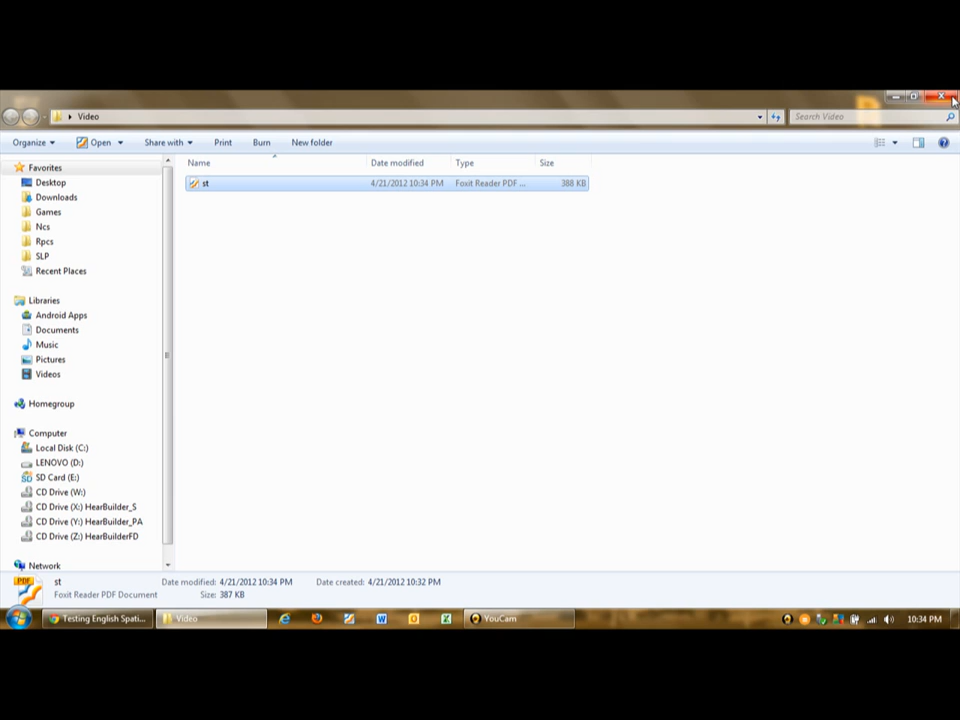 Video
Search Video
Organize Open Share with Print Burn New folder
Name Date modified Type Size
st 4/21/2012 10:34 PM Foxit Reader PDF ... 388 KB
Favorites
Desktop
Downloads
Games
Ncs
Rpcs
SLP
Recent Places
Libraries
Android Apps
Documents
Music
Pictures
Videos
Homegroup
Computer
Local Disk (C:)
LENOVO (D:)
SD Card (E:)
CD Drive (W:)
CD Drive (X:) HearBuilder_S
CD Drive (Y:) HearBuilder_PA
CD Drive (Z:) HearBuilderFD
Network
PDF
st Date modified: 4/21/2012 10:34 PM Date created: 4/21/2012 10:32 PM
Foxit Reader PDF Document Size: 387 KB
Testing English Spati... Video YouCam 10:34 PM